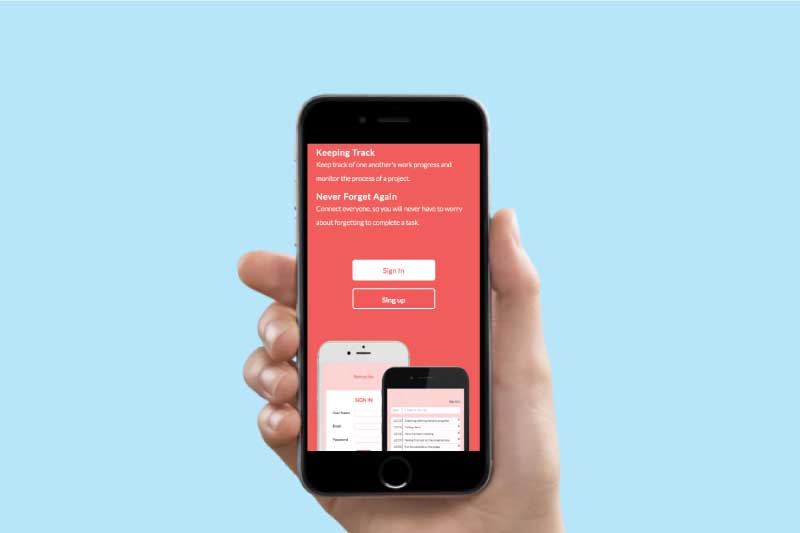 Keeping Track
Keep track of one another's work progress and
monitor the process of a project.
Never Forget Again
Connect everyone, so you will never have to worry
about forgetting to complete a task.
Sign In
Sing up
SIGN IN
User Name
Email
Password